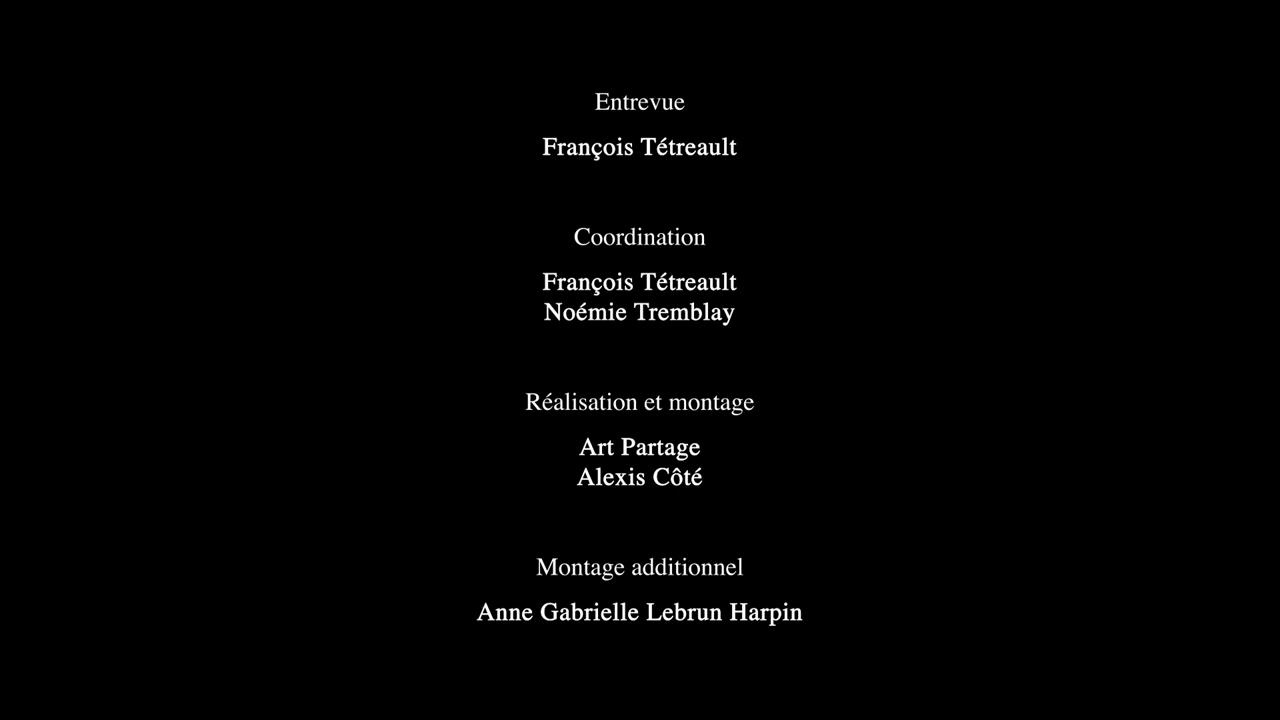 Entrevue
François Tétreault
Coordination
François Tétreault
Noémie Tremblay
Réalisation et montage
Art Partage
Alexis Côté
Montage additionnel
Anne Gabrielle Lebrun Harpin